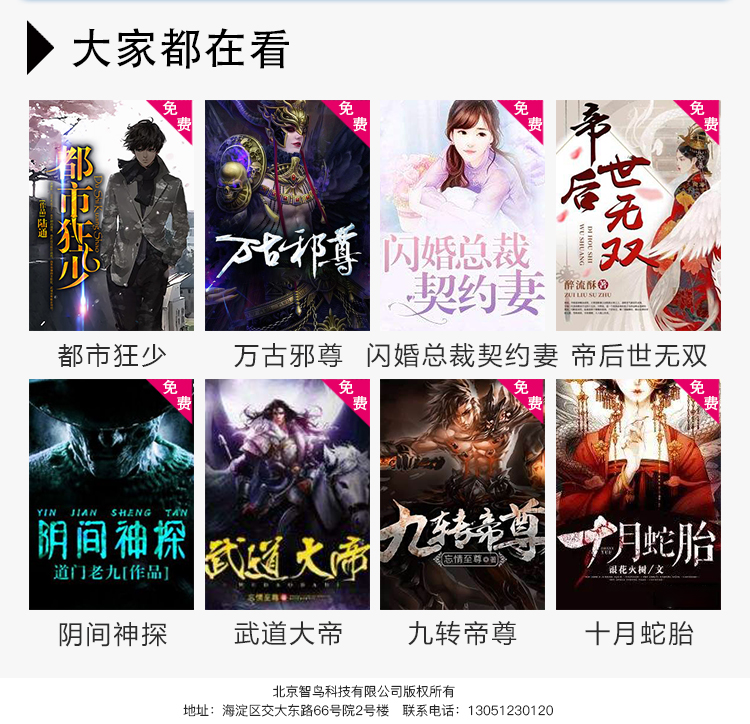 大家都在看
免费
都市狂少
作品 陆通
免费
万古邪尊
免费
闪婚总裁
契约妻
免费
帝后世无双
DI HOU SHI
WU SHUANG
醉流酥 著
ZUI LIU SU ZHU
都市狂少 万古邪尊 闪婚总裁契约妻 帝后世无双
免费
YIN JIAN SHENG TAN
阴间神探
道门老九[作品]
免费
武道大帝
WUDAODADI
忘情至尊
免费
九转帝尊
忘情至尊 著
免费
十月蛇胎
银花火树/文
阴间神探 武道大帝 九转帝尊 十月蛇胎
北京智鸟科技有限公司版权所有
地址：海淀区交大东路66号院2号楼 联系电话：13051230120